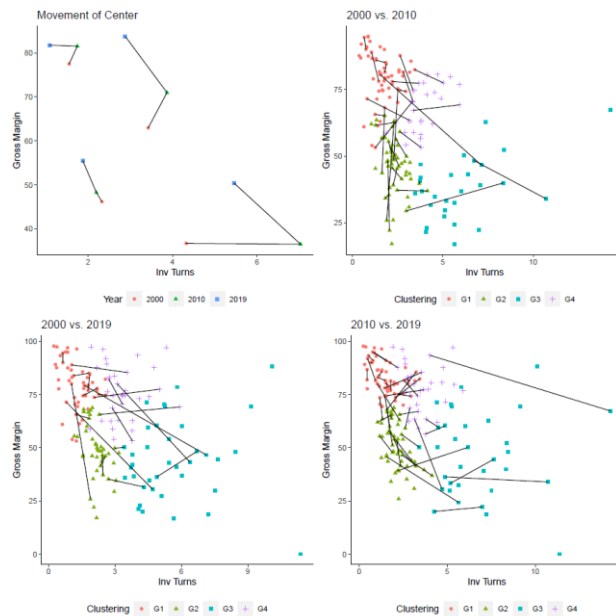 Movement of Center
Gross Margin
80
70
60
50
40
2
4
6
Inv Turns
Year 2000 2010 2019
2000 vs. 2010
Gross Margin
75
50
25
0
5
10
Inv Turns
Clustering G1 G2 G3 G4
2000 vs. 2019
Gross Margin
100
75
50
25
0
0
3
6
9
Inv Turns
Clustering G1 G2 G3 G4
2010 vs. 2019
Gross Margin
100
75
50
25
0
0
5
10
Inv Turns
Clustering G1 G2 G3 G4